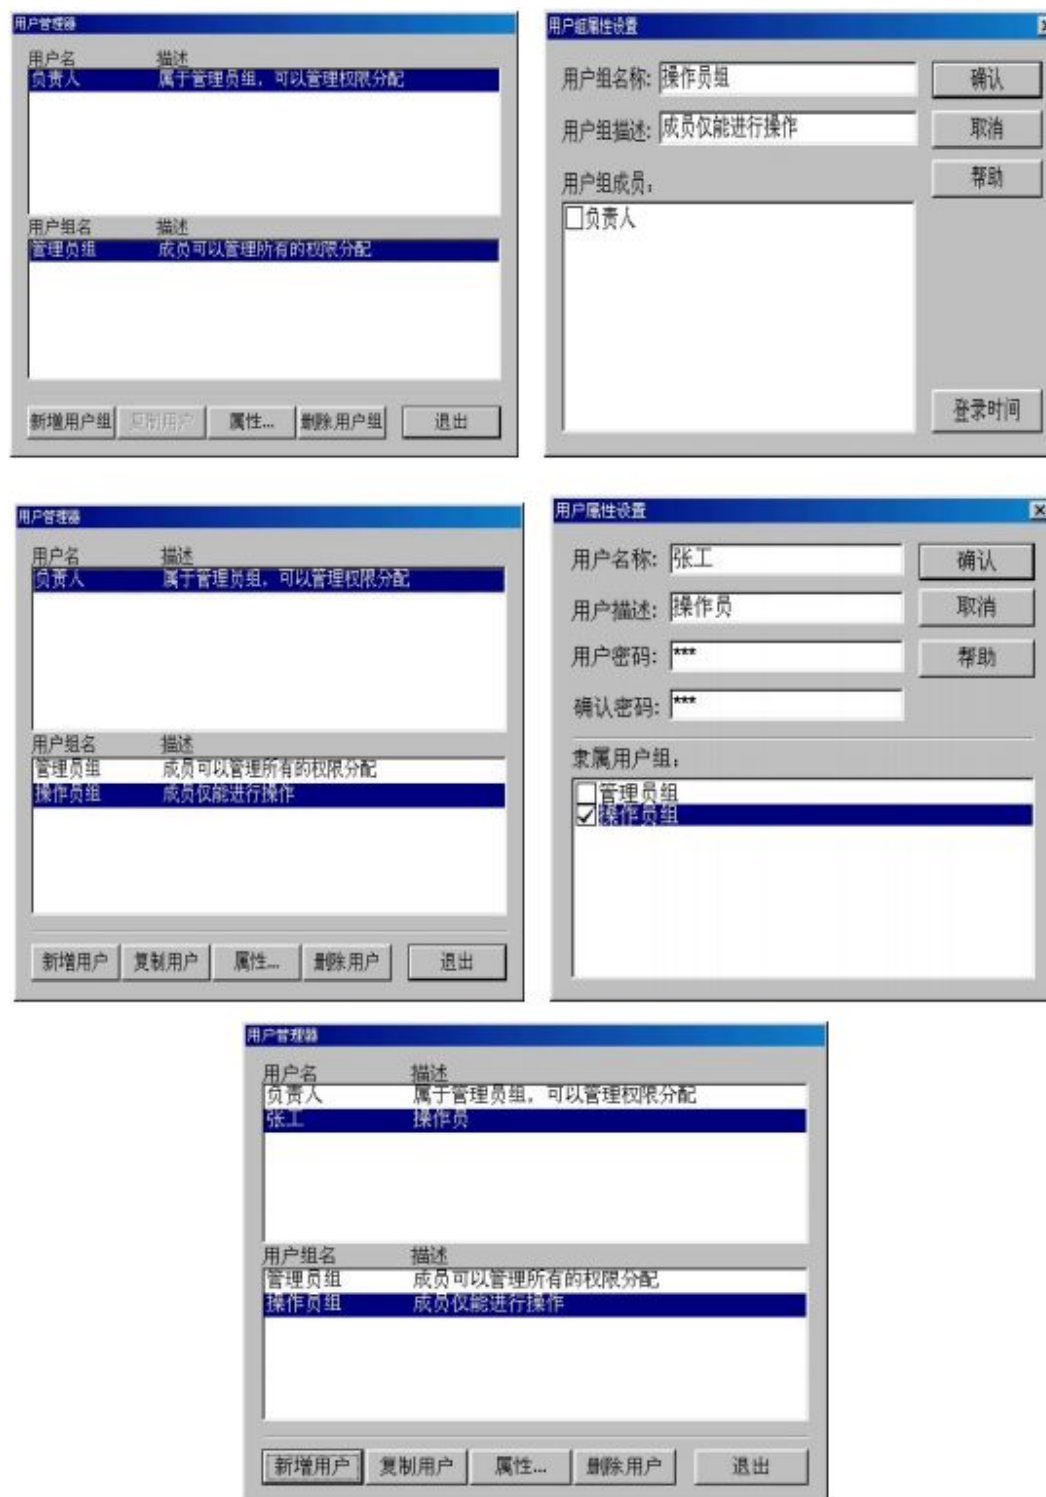 用户管理器
用户名 描述
负责人 属于管理员组，可以管理权限分配
用户组名 描述
管理员组 成员可以管理所有的权限分配
新增用户组 复制用户 属性... 删除用户组 退出
用户组属性设置
用户组名称: 操作员组 确认
用户组描述: 成员仅能进行操作 取消
帮助
用户组成员:
负责人
登录时间
用户管理器
用户名 描述
负责人 属于管理员组，可以管理权限分配
用户组名 描述
管理员组 成员可以管理所有的权限分配
操作员组 成员仅能进行操作
新增用户 复制用户 属性... 删除用户 退出
用户属性设置
用户名称: 张工 确认
用户描述: 操作员 取消
用户密码: *** 帮助
确认密码: ***
隶属用户组:
管理员组
操作员组
用户管理器
用户名 描述
负责人 属于管理员组，可以管理权限分配
张工 操作员
用户组名 描述
管理员组 成员可以管理所有的权限分配
操作员组 成员仅能进行操作
新增用户 复制用户 属性... 删除用户 退出